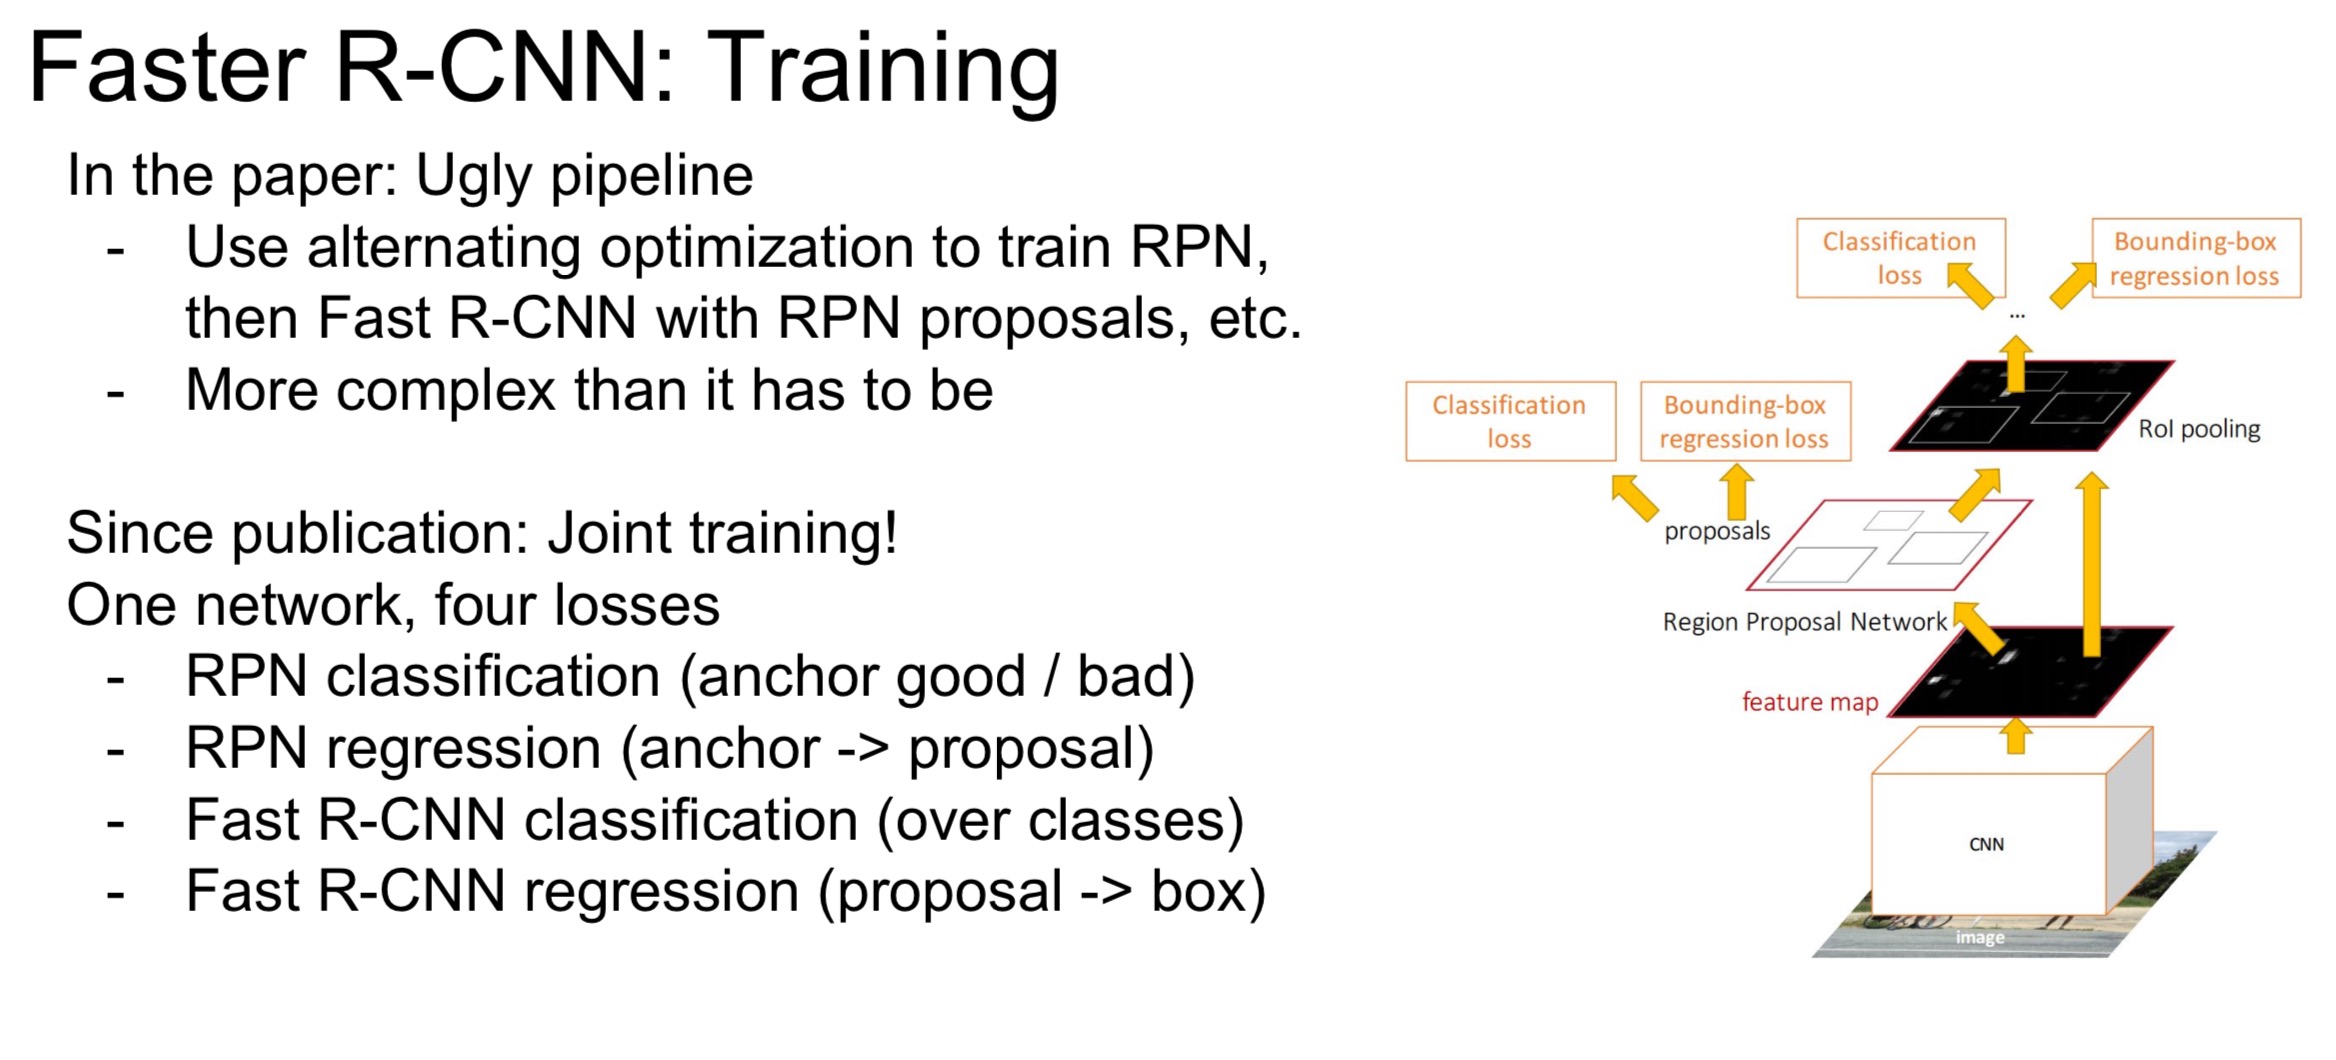 Faster R-CNN: Training
In the paper: Ugly pipeline
- Use alternating optimization to train RPN,
then Fast R-CNN with RPN proposals, etc.
- More complex than it has to be
Since publication: Joint training!
One network, four losses
- RPN classification (anchor good / bad)
- RPN regression (anchor -> proposal)
- Fast R-CNN classification (over classes)
- Fast R-CNN regression (proposal -> box)
Classification
loss
Bounding-box
regression loss
...
Classification
loss
Bounding-box
regression loss
RoI pooling
proposals
Region Proposal Network
feature map
CNN
image